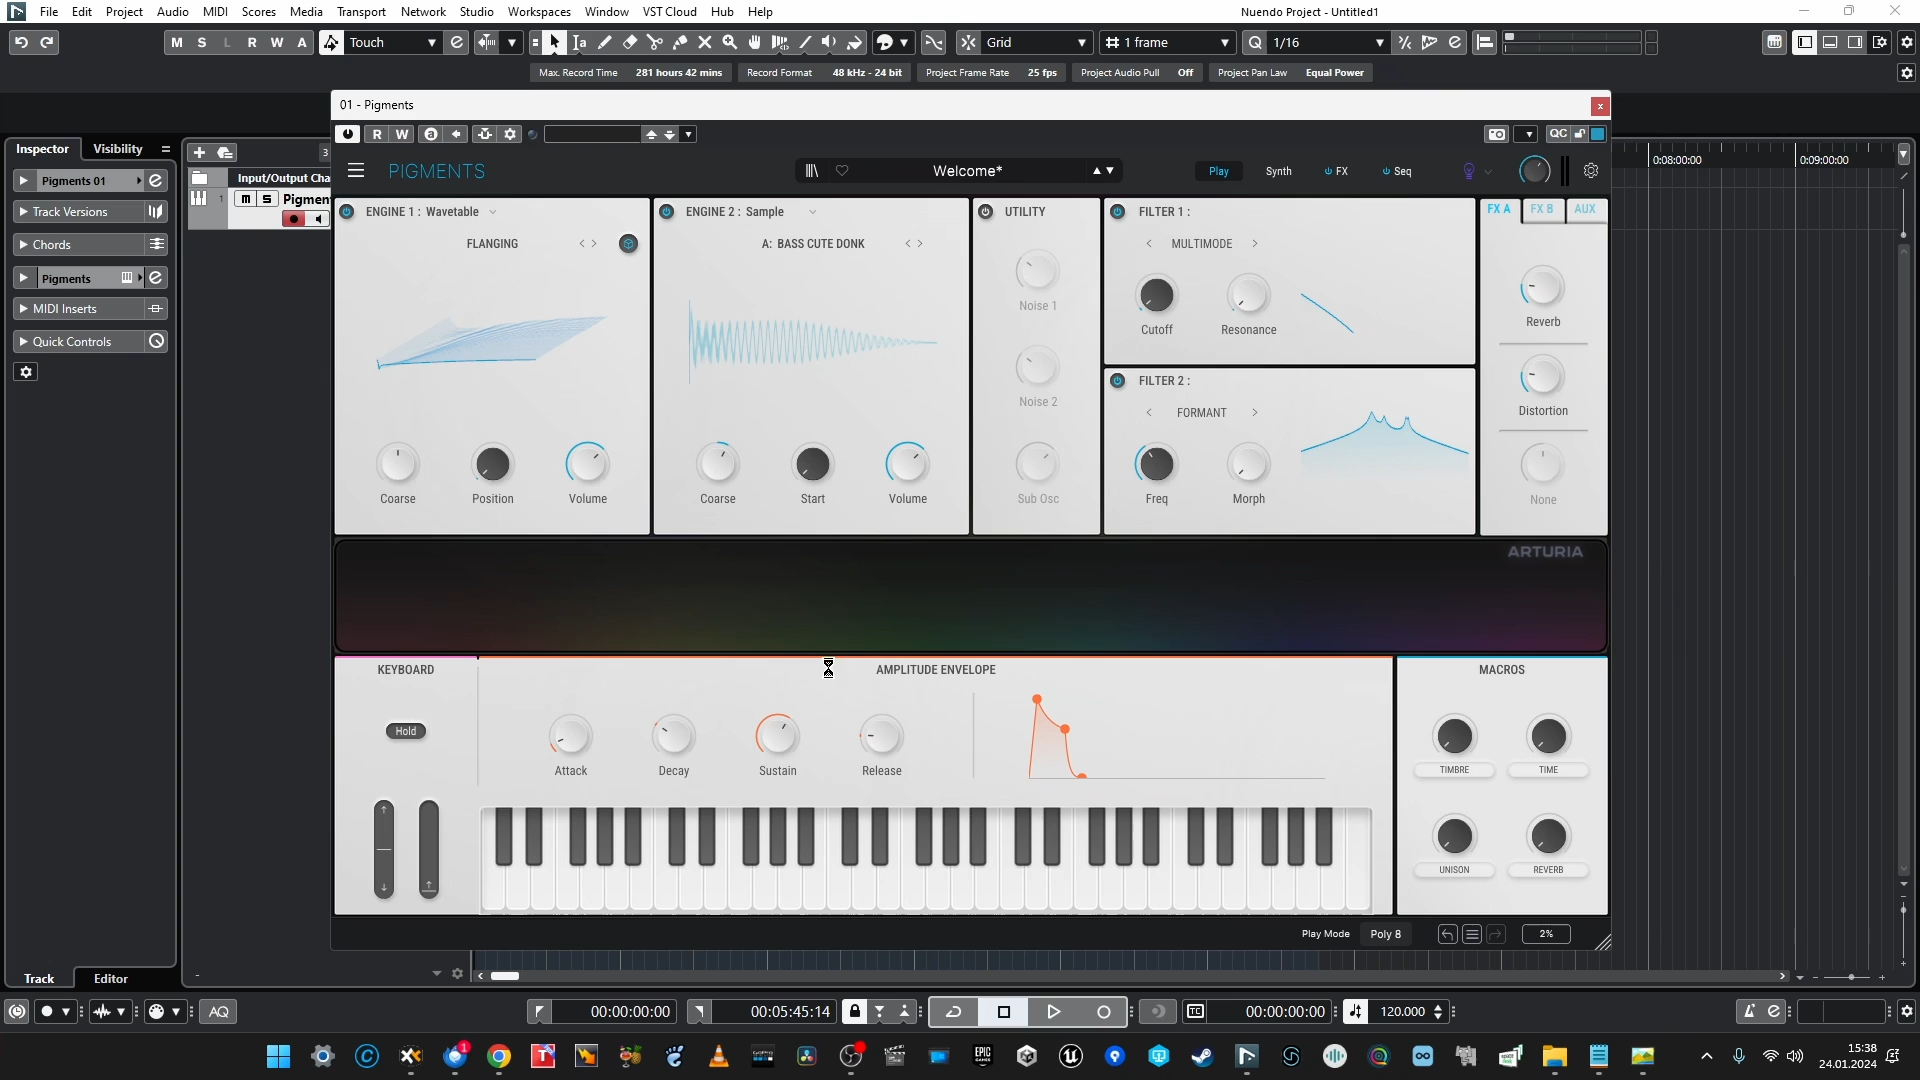 File Edit Project Audio MIDI Scores Media Transport Network Studio Workspaces Window VST Cloud Hub Help Nuendo Project - Untitled1
M S L R W A Touch Grid 1 frame Q 1/16
Max. Record Time 281 hours 42 mins Record Format 48 kHz - 24 bit Project Frame Rate 25 fps Project Audio Pull Off Project Pan Law Equal Power
01 - Pigments
R W QC
Inspector Visibility
PIGMENTS Welcome* Play Synth FX Seq
0:08:00:00 0:09:00:00
Pigments 01
Input/Output Cha
1 m S Pigmen
Track Versions
Chords
Pigments
MIDI Inserts
Quick Controls
ENGINE 1 : Wavetable ENGINE 2 : Sample UTILITY FILTER 1 : FX A FX B AUX
FLANGING A: BASS CUTE DONK MULTIMODE
Noise 1 Cutoff Resonance Reverb
FILTER 2 :
Noise 2 FORMANT Distortion
Coarse Position Volume Coarse Start Volume Sub Osc Freq Morph None
ARTURIA
KEYBOARD AMPLITUDE ENVELOPE MACROS
Hold
Attack Decay Sustain Release TIMBRE TIME
UNISON REVERB
Play Mode Poly 8 2%
Track Editor
AQ 00:00:00:00 00:05:45:14 TC 00:00:00:00 120.000
15:38
24.01.2024